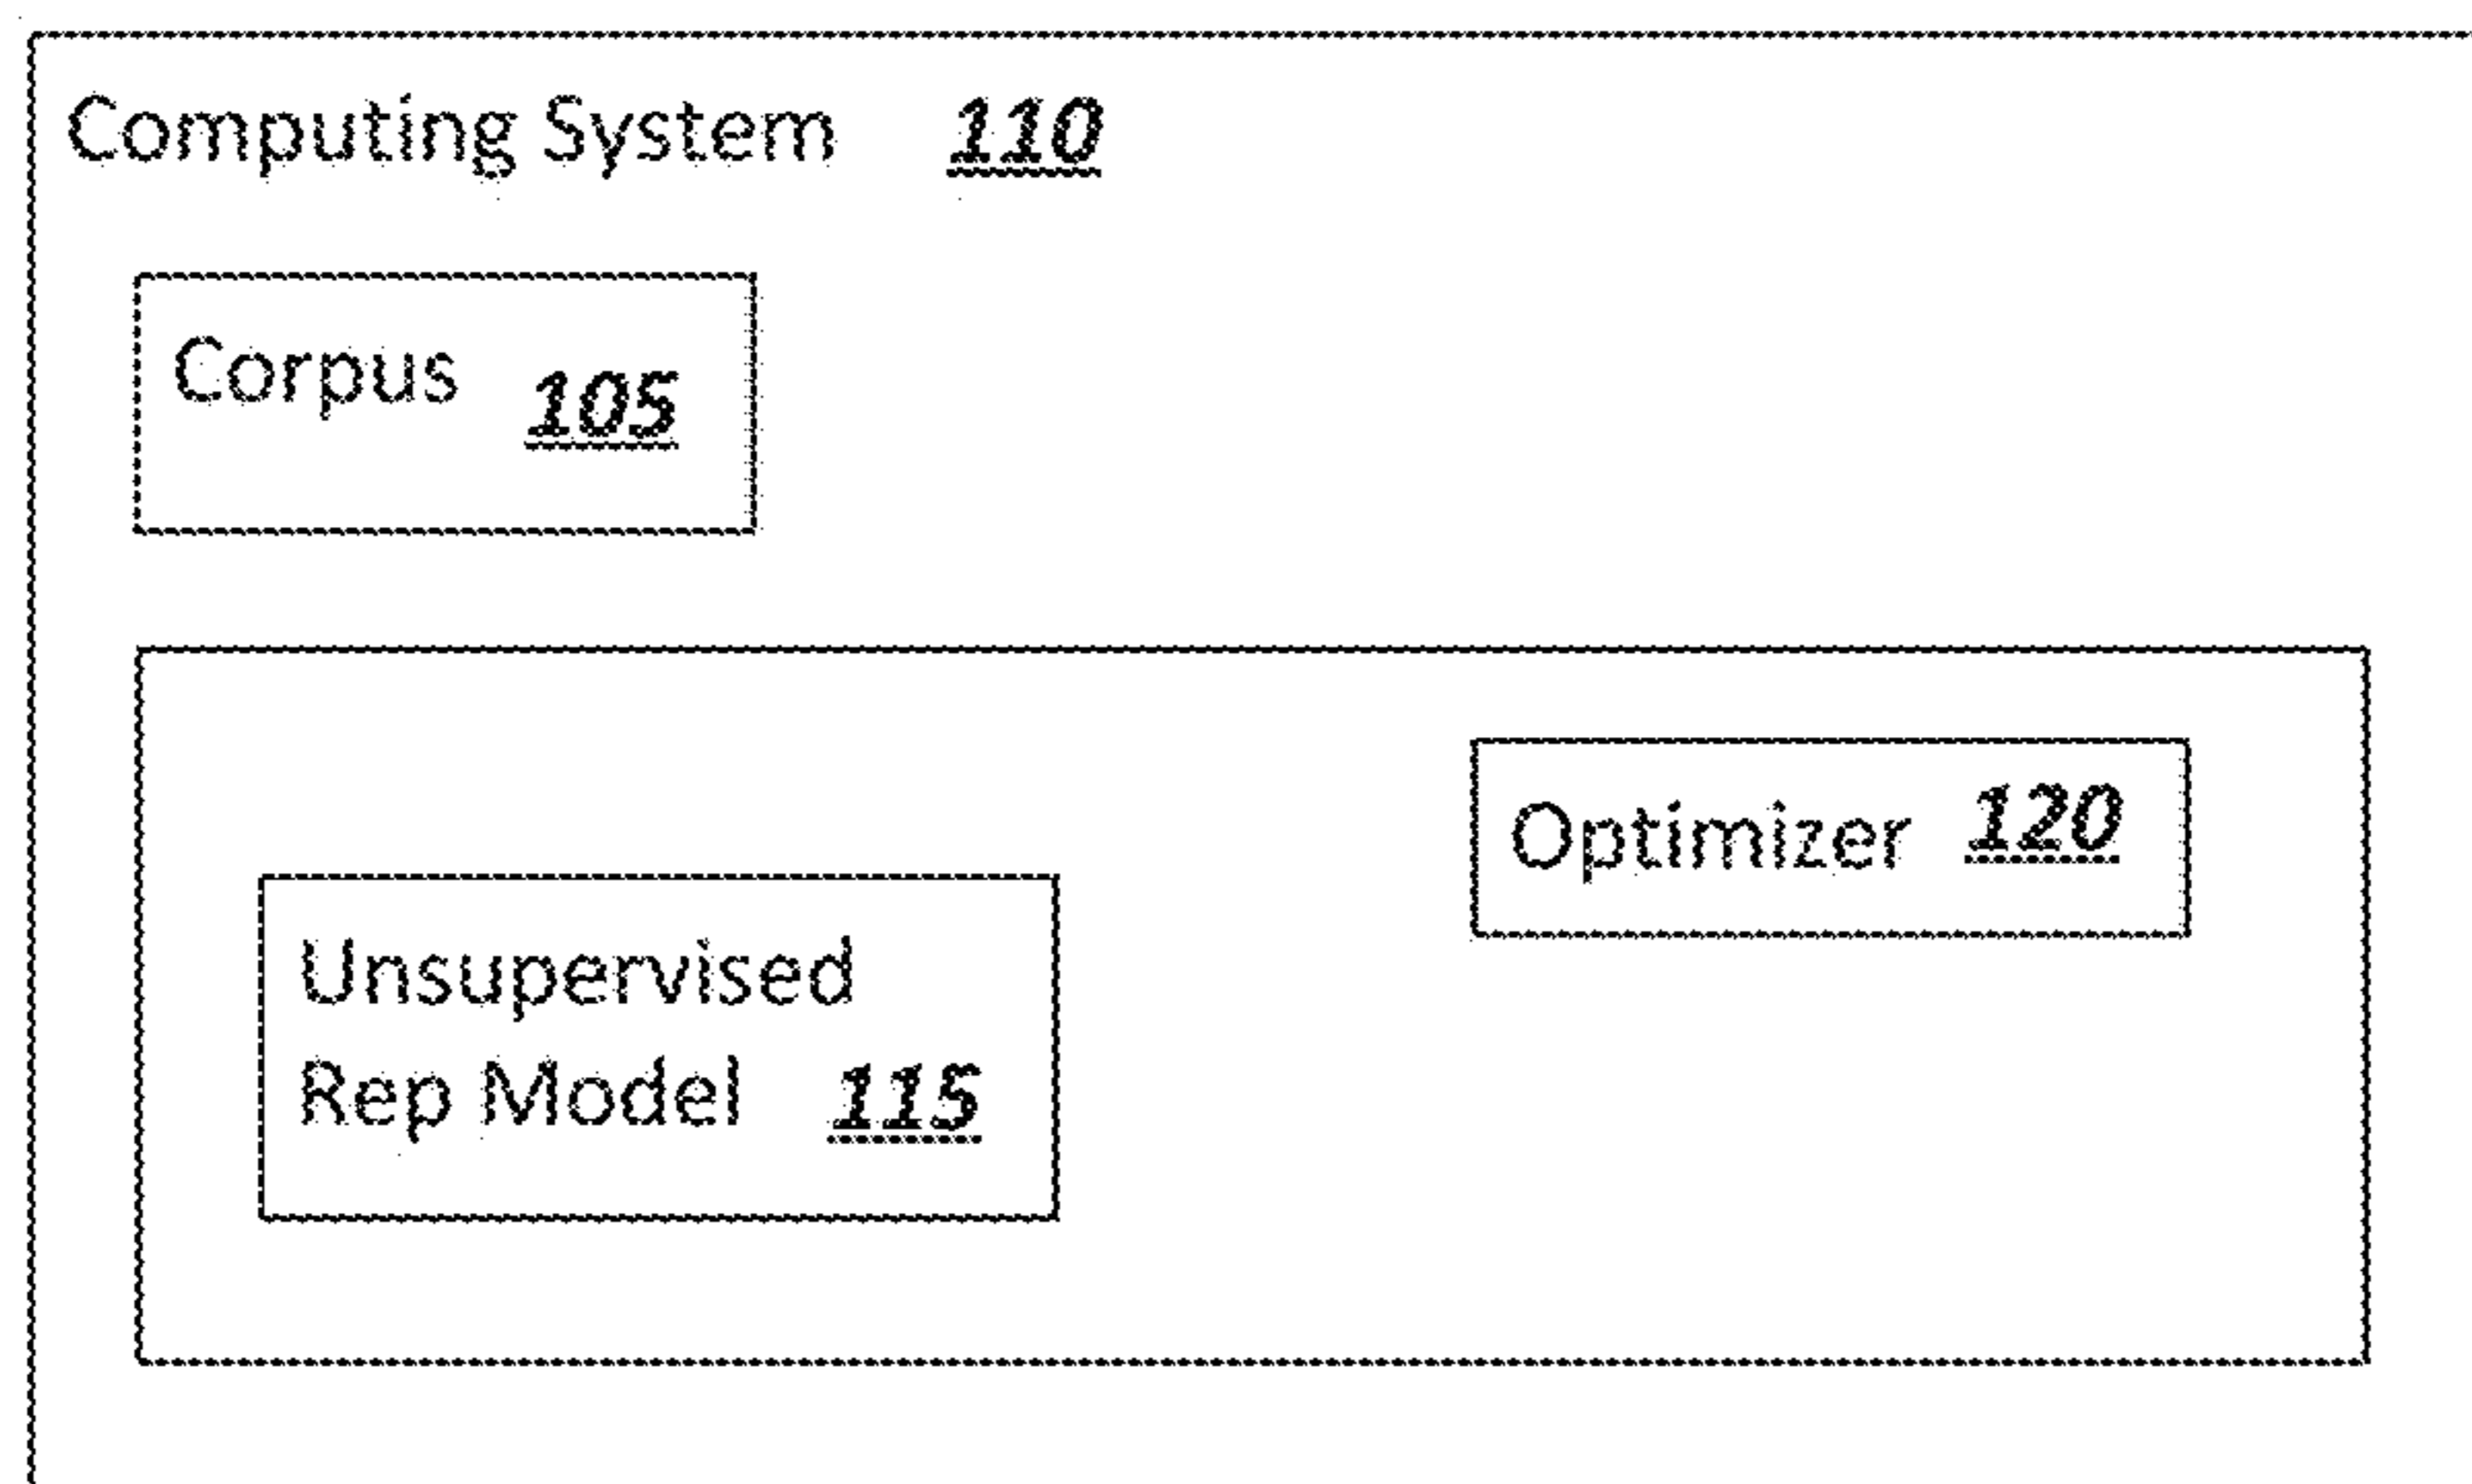 Computing System 110
Corpus 105
Optimizer 120
Unsupervised
Rep Model 115